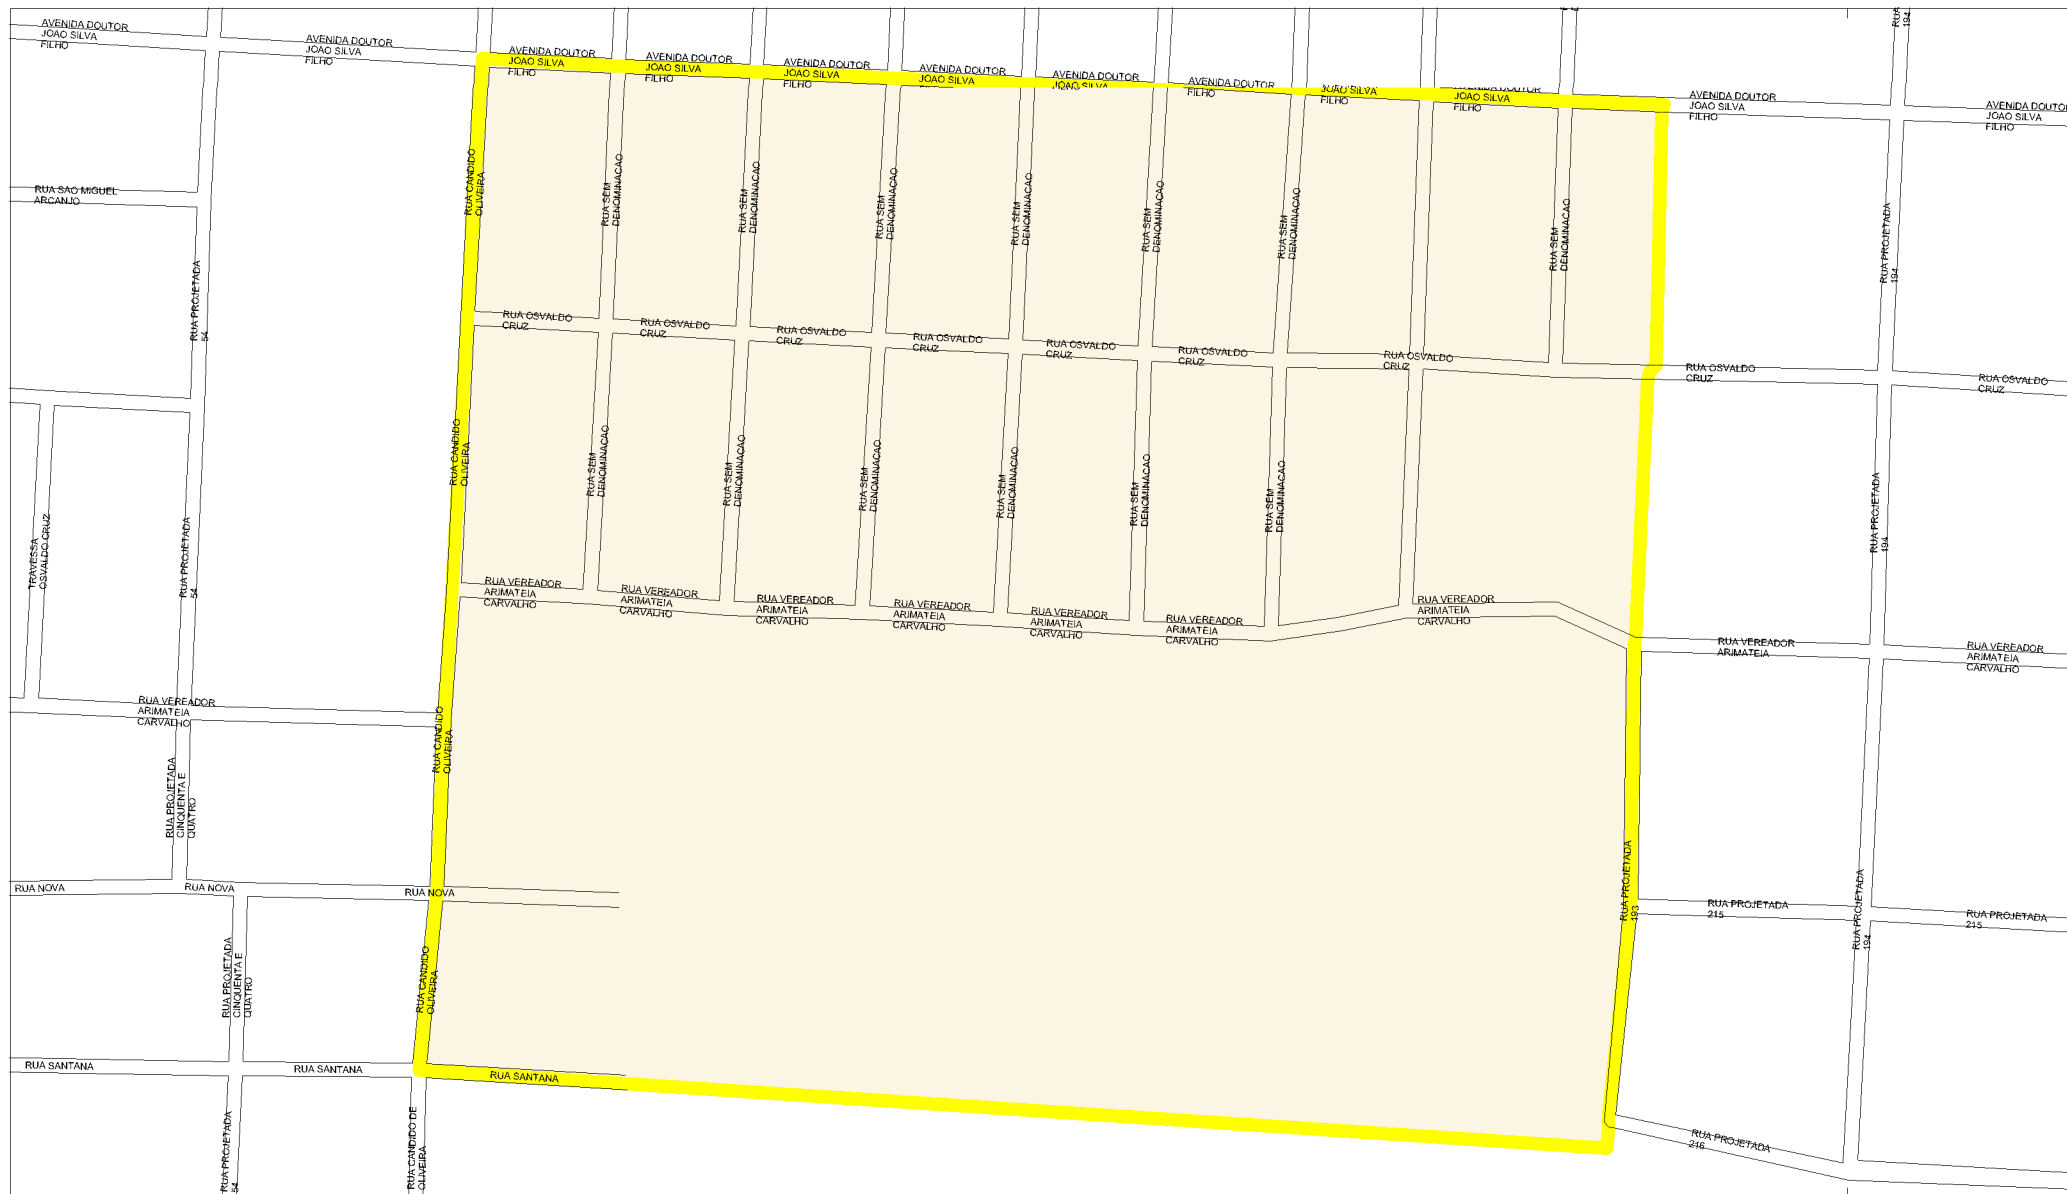 AVENIDA DOUTOR
JOAO SILVA
FILHO
AVENIDA DOUTOR
JOAO SILVA
FILHO
AVENIDA DOUTOR
JOAO SILVA
FILHO
AVENIDA DOUTOR
JOAO SILVA
FILHO
AVENIDA DOUTOR
JOAO SILVA
FILHO
AVENIDA DOUTOR
JOAO SILVA
AVENIDA DOUTOR
JOAO SILVA
AVENIDA DOUTOR
FILHO
JOAO SILVA
FILHO
AVENIDA DOUTOR
JOAO SILVA
FILHO
AVENIDA DOUTOR
JOAO SILVA
FILHO
AVENIDA DOUTOR
JOAO SILVA
FILHO
RUA
194
RUA SAO MIGUEL
ARCANJO
RUA CANDIDO
OLIVEIRA
RUA SEM
DENOMINACAO
RUA SEM
DENOMINACAO
RUA SEM
DENOMINACAO
RUA SEM
DENOMINACAO
RUA SEM
DENOMINACAO
RUA SEM
DENOMINACAO
RUA SEM
DENOMINACAO
RUA PROJETADA
194
RUA PROJETADA
54
RUA OSVALDO
CRUZ
RUA OSVALDO
CRUZ
RUA OSVALDO
CRUZ
RUA OSVALDO
CRUZ
RUA OSVALDO
CRUZ
RUA OSVALDO
CRUZ
RUA OSVALDO
CRUZ
RUA OSVALDO
CRUZ
RUA OSVALDO
CRUZ
RUA CANDIDO
OLIVEIRA
RUA SEM
DENOMINACAO
RUA SEM
DENOMINACAO
RUA SEM
DENOMINACAO
RUA SEM
DENOMINACAO
RUA SEM
DENOMINACAO
RUA SEM
DENOMINACAO
RUA PROJETADA
194
TRAVESSA
OSVALDO CRUZ
RUA PROJETADA
54
RUA VEREADOR
ARIMATEIA
CARVALHO
RUA VEREADOR
ARIMATEIA
CARVALHO
RUA VEREADOR
ARIMATEIA
CARVALHO
RUA VEREADOR
ARIMATEIA
CARVALHO
RUA VEREADOR
ARIMATEIA
CARVALHO
RUA VEREADOR
ARIMATEIA
CARVALHO
RUA VEREADOR
ARIMATEIA
CARVALHO
RUA VEREADOR
ARIMATEIA
RUA VEREADOR
ARIMATEIA
CARVALHO
RUA VEREADOR
ARIMATEIA
CARVALHO
RUA CANDIDO
OLIVEIRA
RUA PROJETADA
CINQUENTA E
QUATRO
RUA NOVA
RUA NOVA
RUA NOVA
RUA PROJETADA
193
RUA PROJETADA
215
RUA PROJETADA
194
RUA PROJETADA
215
RUA PROJETADA
CINQUENTA E
QUATRO
RUA CANDIDO
OLIVEIRA
RUA SANTANA
RUA SANTANA
RUA SANTANA
RUA PROJETADA
54
RUA CANDIDO DE
OLIVEIRA
RUA PROJETADA
216